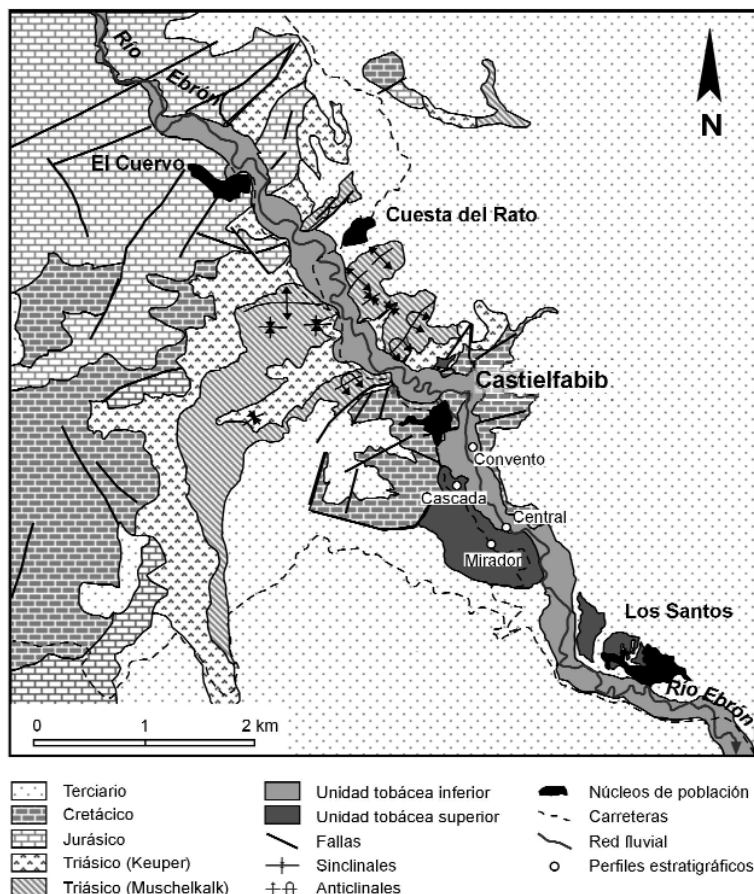 Río Ebrón
N
El Cuervo
Cuesta del Rato
Castielfabib
Convento
Cascada
Central
Mirador
Los Santos
Río Ebrón
0 1 2 km
Terciario
Cretácico
Jurásico
Triásico (Keuper)
Triásico (Muschelkalk)
Unidad tobácea inferior
Unidad tobácea superior
Fallas
Sinclinales
Anticlinales
Núcleos de población
Carreteras
Red fluvial
Perfiles estratigráficos